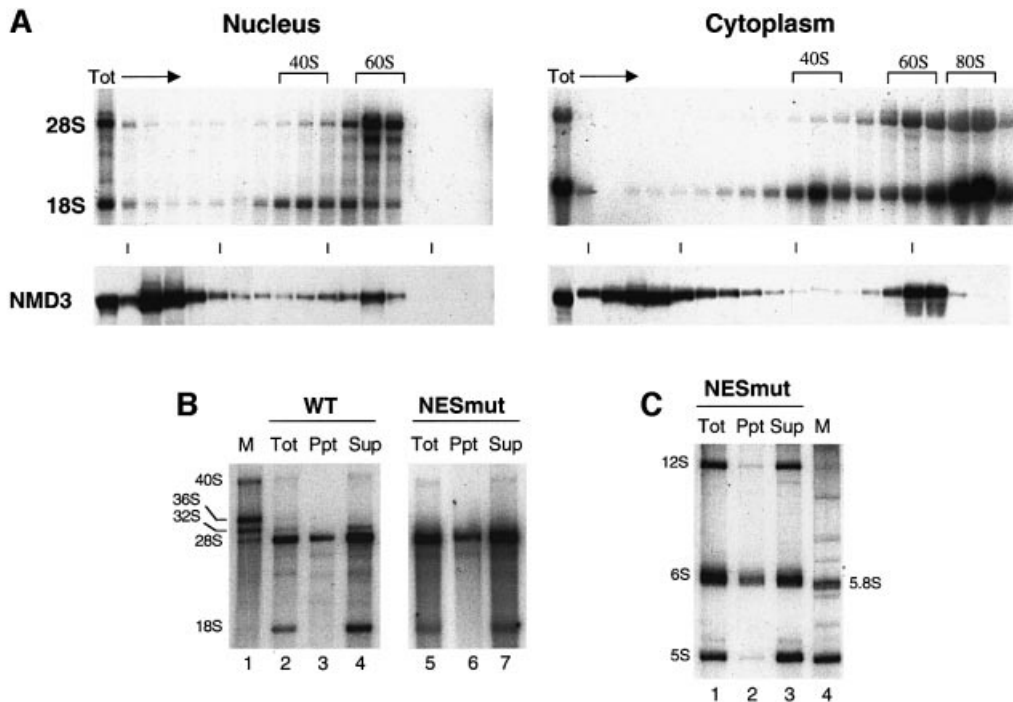 A
Nucleus
Cytoplasm
Tot
40S
60S
Tot
40S
60S
80S
28S
18S
NMD3
B
WT
NESmut
M Tot Ppt Sup
Tot Ppt Sup
40S
36S
32S
28S
18S
1 2 3 4
5 6 7
C
NESmut
Tot Ppt Sup M
12S
6S
5.8S
5S
1 2 3 4